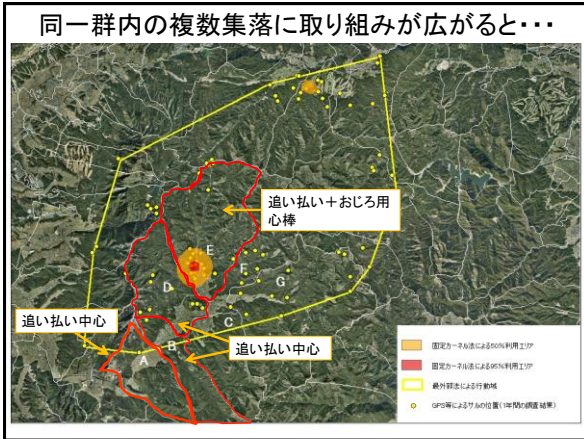 同一群内の複数集落に取り組みが広がると・・・
追い払い＋おじろ用
心棒
E
F
G
D
追い払い中心
C
追い払い中心
B
A
固定カーネル法による50%利用エリア
固定カーネル法による95%利用エリア
最外郭法による行動域
GPS等によるサルの位置(1年間の調査結果)